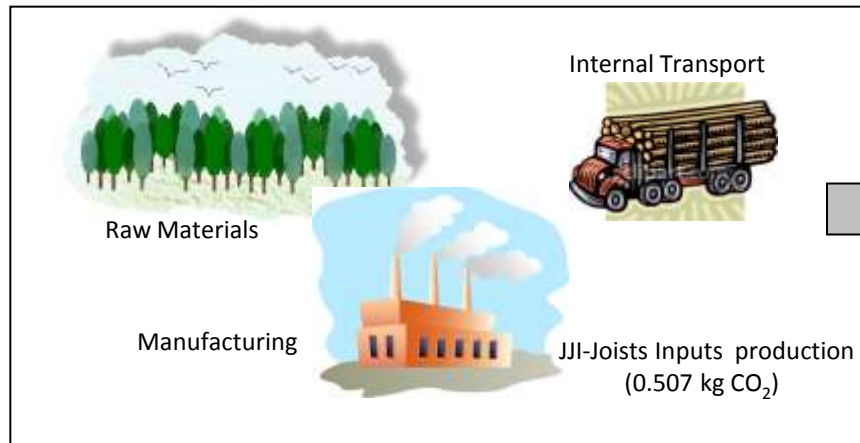 Internal Transport
Raw Materials
Manufacturing
JJI-Joists Inputs production
(0.507 kg CO₂)